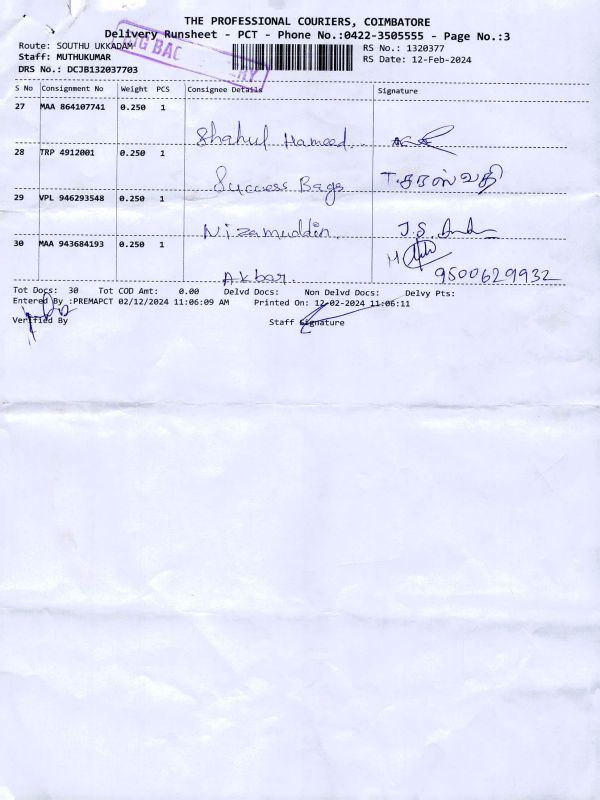 THE PROFESSIONAL COURIERS, COIMBATORE
Delivery Runsheet - PCT - Phone No.:0422-3505555 - Page No.:3
Route: SOUTHU UKKADAM
RS No.: 1320377
Staff: MUTHUKUMAR
RS Date: 12-Feb-2024
DRS No.: DCJB132037703
BIG BAG
S No Consignment No Weight PCS Consignee Details Signature
27 MAA 864107741 0.250 1
Shahul Hameed
28 TRP 4912001 0.250 1
Success Bags
29 VPL 946293548 0.250 1
Nizamuddin J.S.
30 MAA 943684193 0.250 1
Akbar 9500629932
Tot Docs: 30 Tot COD Amt: 0.00 Delvd Docs: Non Delvd Docs: Delvy Pts:
Entered By :PREMAPCT 02/12/2024 11:06:09 AM Printed On: 12-02-2024 11:06:11
Verified By Staff Signature